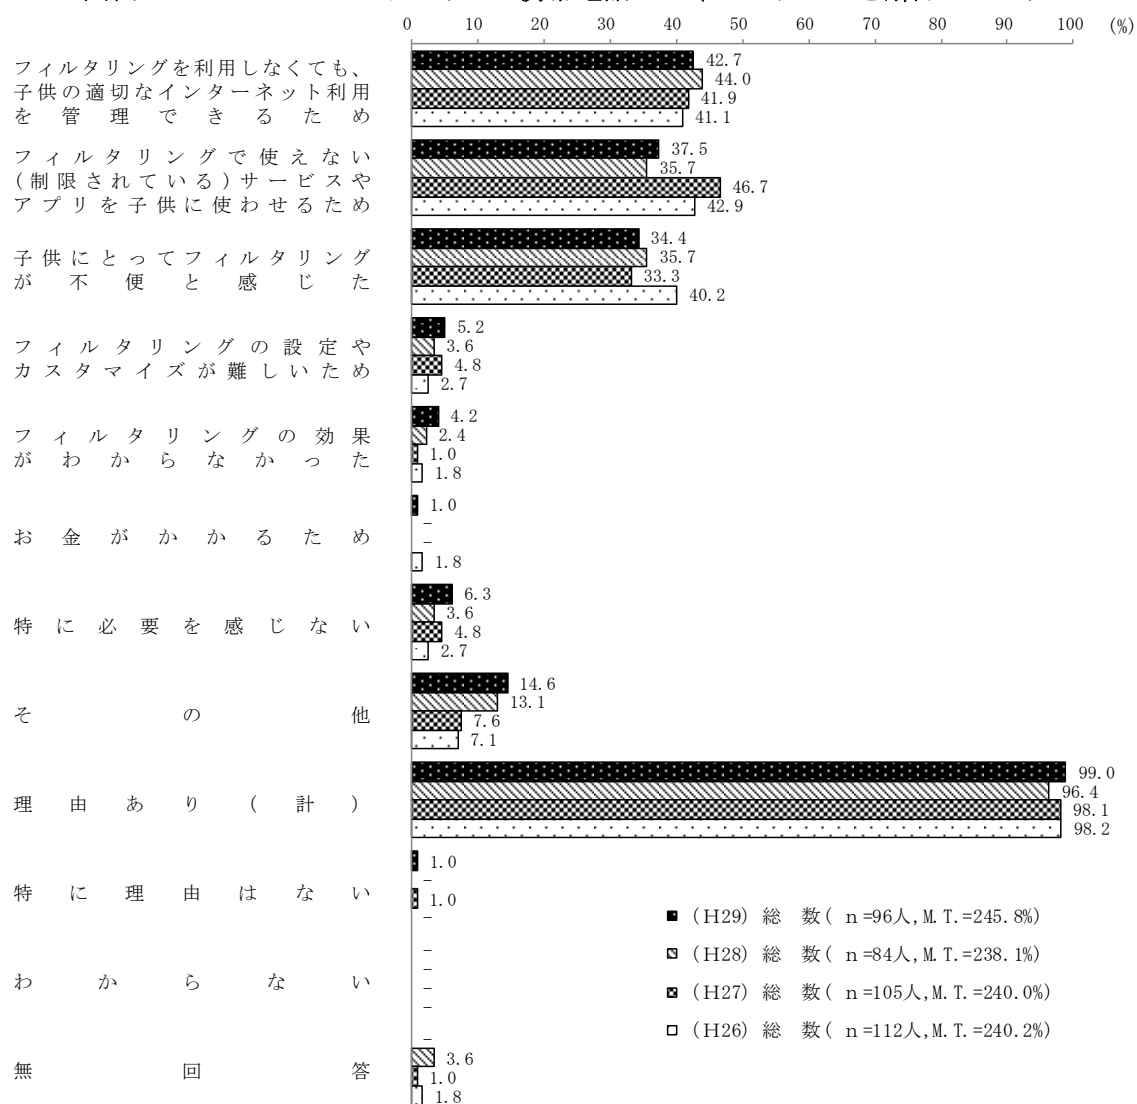 0 10 20 30 40 50 60 70 80 90 100 (%)
フィルタリングを利用しなくても、
子供の適切なインターネット利用
を管理できるため
42.7
44.0
41.9
41.1
フィルタリングで使えない
(制限されている)サービスや
アプリを子供に使わせるため
37.5
35.7
46.7
42.9
子供にとってフィルタリング
が不便と感じた
34.4
35.7
33.3
40.2
フィルタリングの設定や
カスタマイズが難しいため
5.2
3.6
4.8
2.7
フィルタリングの効果
がわからなかった
4.2
2.4
1.0
1.8
お金がかかるため
1.0
−
−
1.8
特に必要を感じない
6.3
3.6
4.8
2.7
その他
14.6
13.1
7.6
7.1
理由あり(計)
99.0
96.4
98.1
98.2
特に理由はない
1.0
−
1.0
−
わからない
−
−
−
−
無回答
−
3.6
1.0
1.8
(H29) 総 数( n=96人,M.T.=245.8%)
(H28) 総 数( n=84人,M.T.=238.1%)
(H27) 総 数( n=105人,M.T.=240.0%)
(H26) 総 数( n=112人,M.T.=240.2%)